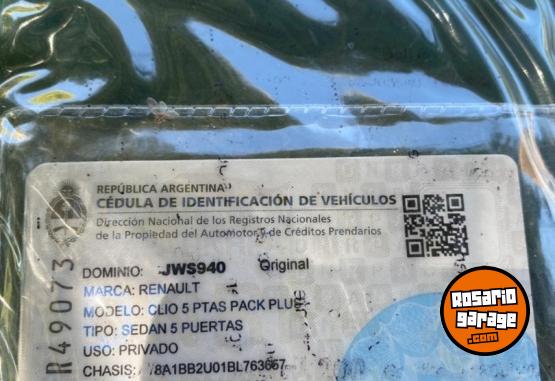 REPÚBLICA ARGENTINA
CÉDULA DE IDENTIFICACIÓN DE VEHÍCULOS
Dirección Nacional de los Registros Nacionales
de la Propiedad del Automotor y de Créditos Prendarios
DOMINIO: JWS940 Original
MARCA: RENAULT
MODELO: CLIO 5 PTAS PACK PLUS
TIPO: SEDAN 5 PUERTAS
USO: PRIVADO
CHASIS: 8A1BB2U01BL763667
R49073
Rosario
garage
.com